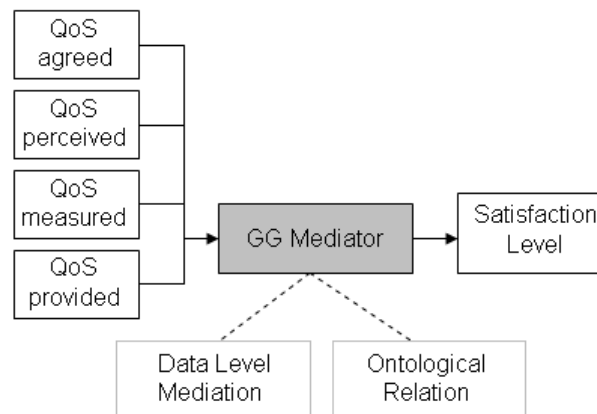 QoS
agreed
QoS
perceived
QoS
measured
QoS
provided
GG Mediator
Satisfaction
Level
Data Level
Mediation
Ontological
Relation